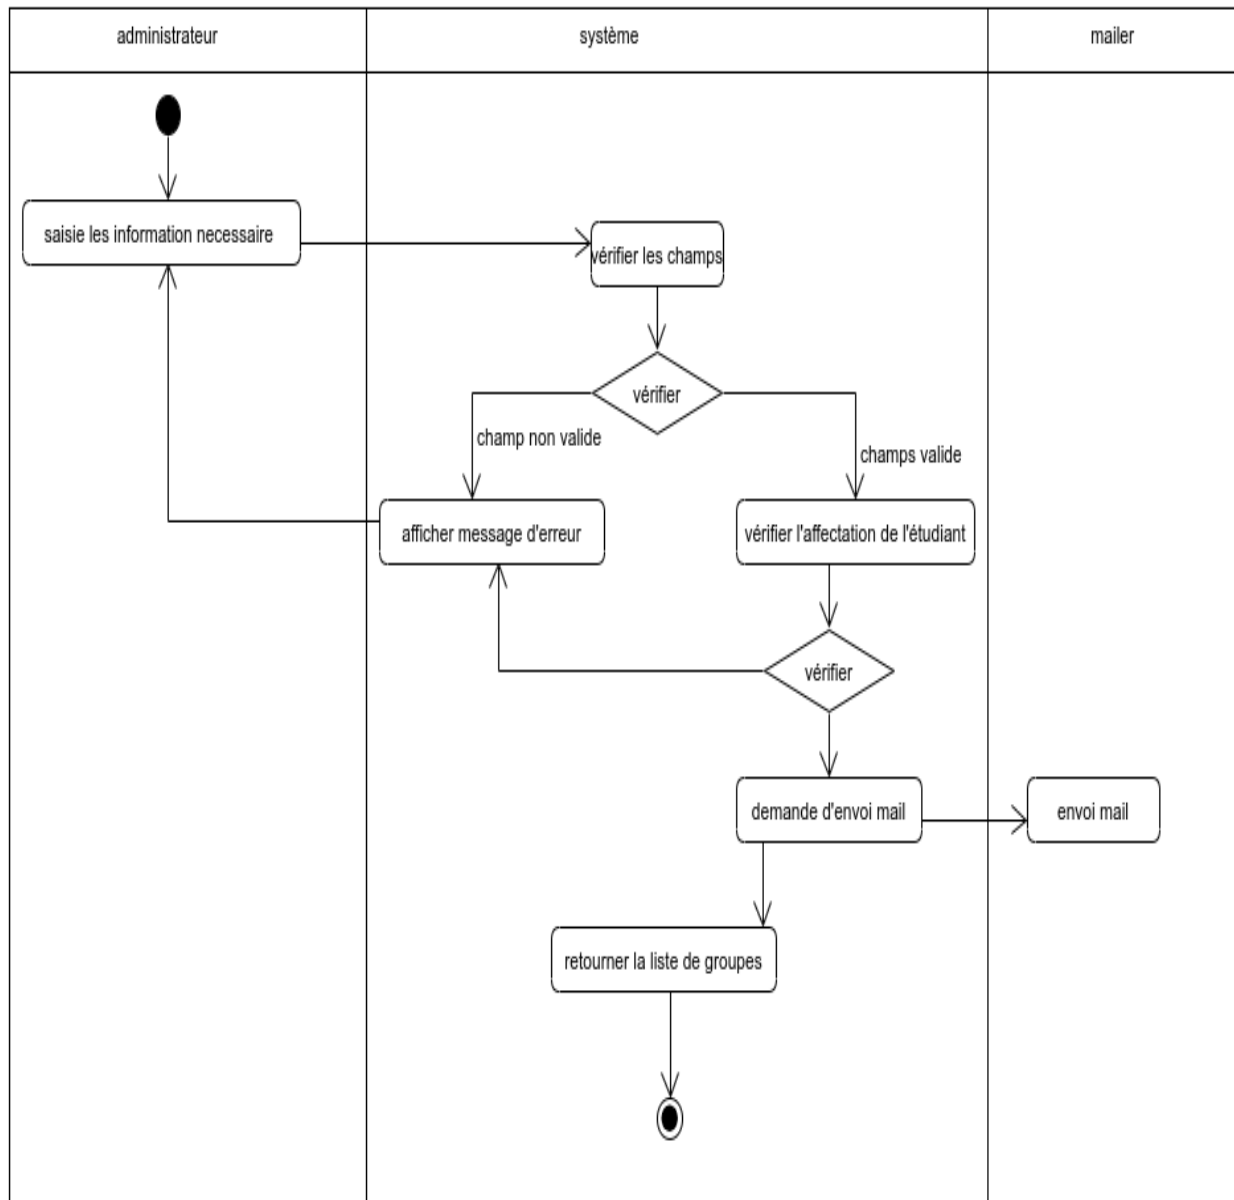 administrateur
système
mailer
saisie les information necessaire
vérifier les champs
vérifier
champ non valide
champs valide
afficher message d'erreur
vérifier l'affectation de l'étudiant
vérifier
demande d'envoi mail
envoi mail
retourner la liste de groupes